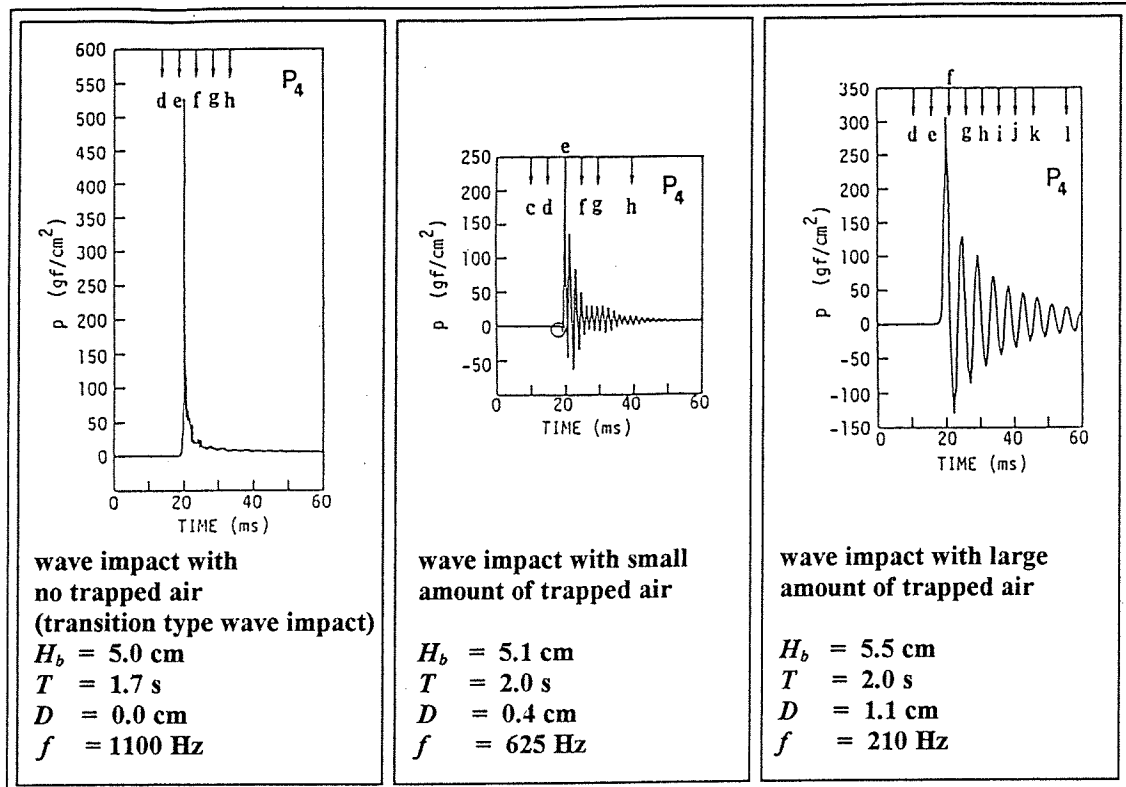 600
550
500
450
400
350
300
250
200
150
100
50
0
p (gf/cm²)
d e f g h
P₄
0 20 40 60
TIME (ms)
wave impact with
no trapped air
(transition type wave impact)
H_b = 5.0 cm
T = 1.7 s
D = 0.0 cm
f = 1100 Hz
e
250
200
150
100
50
0
-50
p (gf/cm²)
c d f g h
P₄
0 20 40 60
TIME (ms)
wave impact with small
amount of trapped air
H_b = 5.1 cm
T = 2.0 s
D = 0.4 cm
f = 625 Hz
f
350
300
250
200
150
100
50
0
-50
-100
-150
p (gf/cm²)
d e g h i j k l
P₄
0 20 40 60
TIME (ms)
wave impact with large
amount of trapped air
H_b = 5.5 cm
T = 2.0 s
D = 1.1 cm
f = 210 Hz